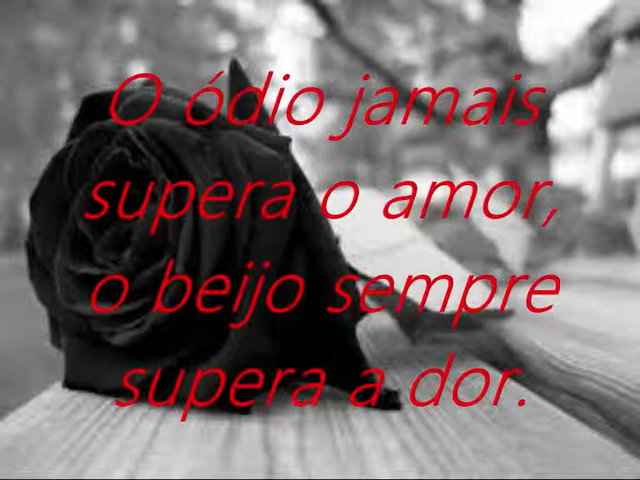 O ódio jamais
supera o amor,
o beijo sempre
supera a dor.